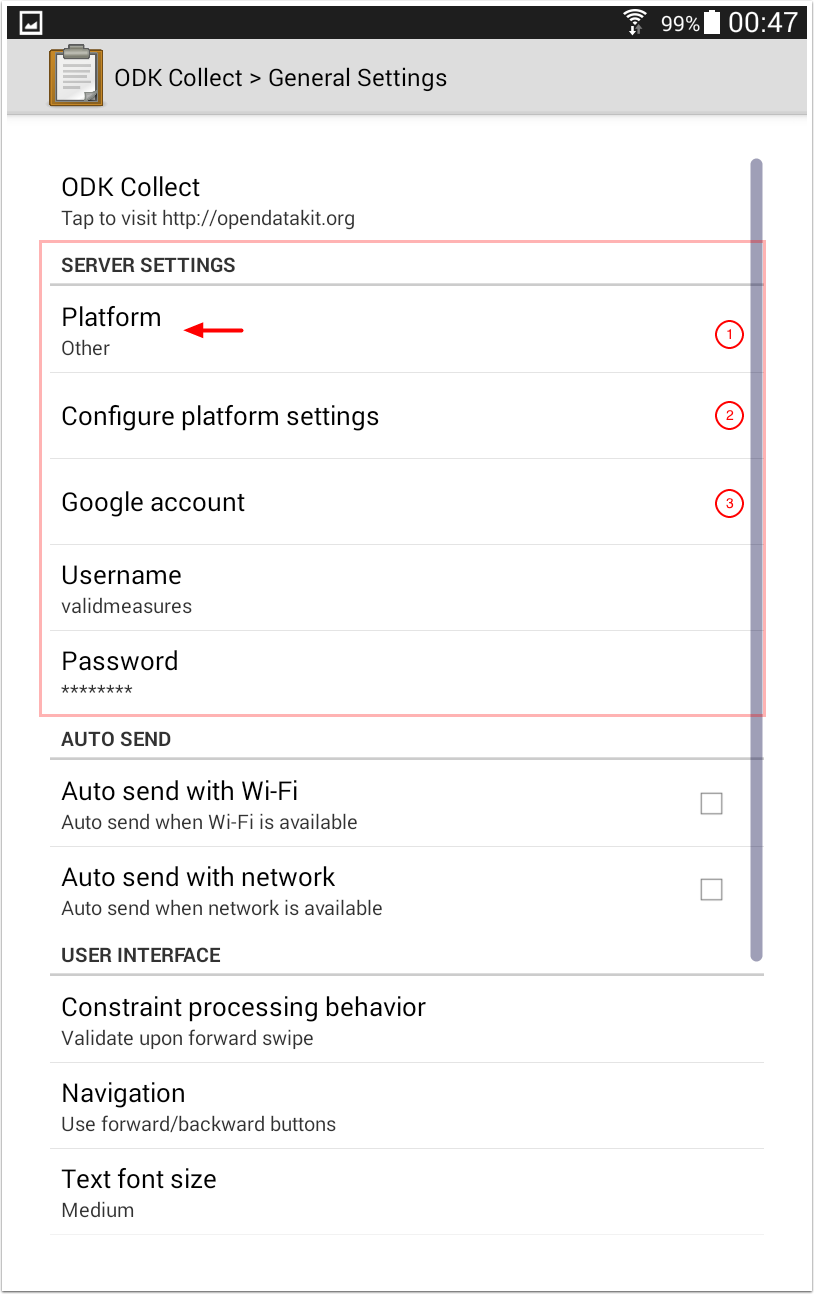 99% 00:47
ODK Collect > General Settings
ODK Collect
Tap to visit http://opendatakit.org
SERVER SETTINGS
Platform
Other
1
Configure platform settings
2
Google account
3
Username
validmeasures
Password
********
AUTO SEND
Auto send with Wi-Fi
Auto send when Wi-Fi is available
Auto send with network
Auto send when network is available
USER INTERFACE
Constraint processing behavior
Validate upon forward swipe
Navigation
Use forward/backward buttons
Text font size
Medium